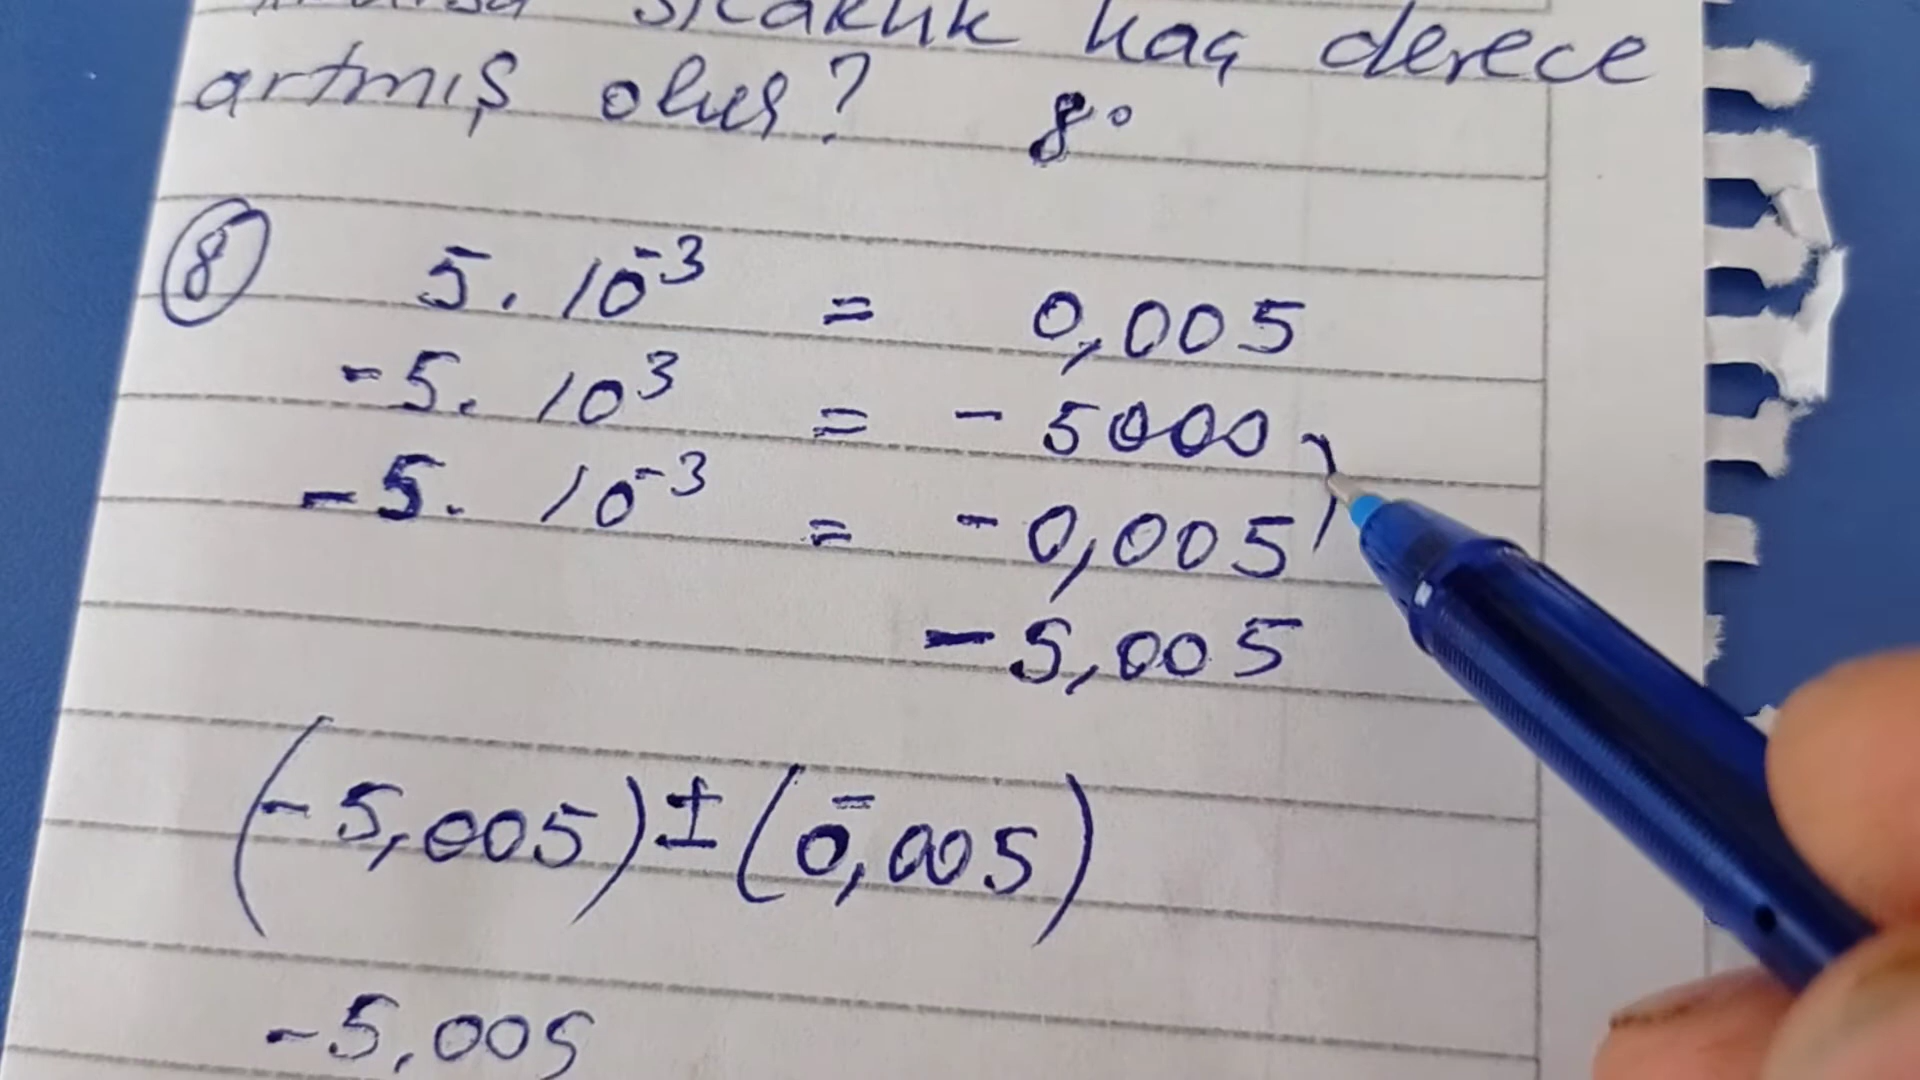 sıcaklık kaç derece
artmış olur? 8°
8 5. 10⁻³ = 0,005
-5. 10³ = - 5000
-5. 10⁻³ = -0,005
-5,005
(-5,005) ± (0̄,005)
-5,005